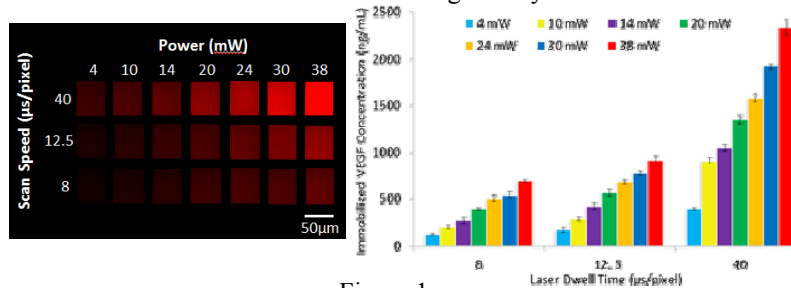 Power (mW)
4 10 14 20 24 30 38
Scan Speed (µs/pixel)
40
12.5
8
50µm
4 mW 10 mW 14 mW 20 mW
24 mW 30 mW 38 mW
Immobilized VEGF Concentration (ng/mL)
2500
2000
1500
1000
500
0
8 12.5 40
Laser Dwell Time (µs/pixel)